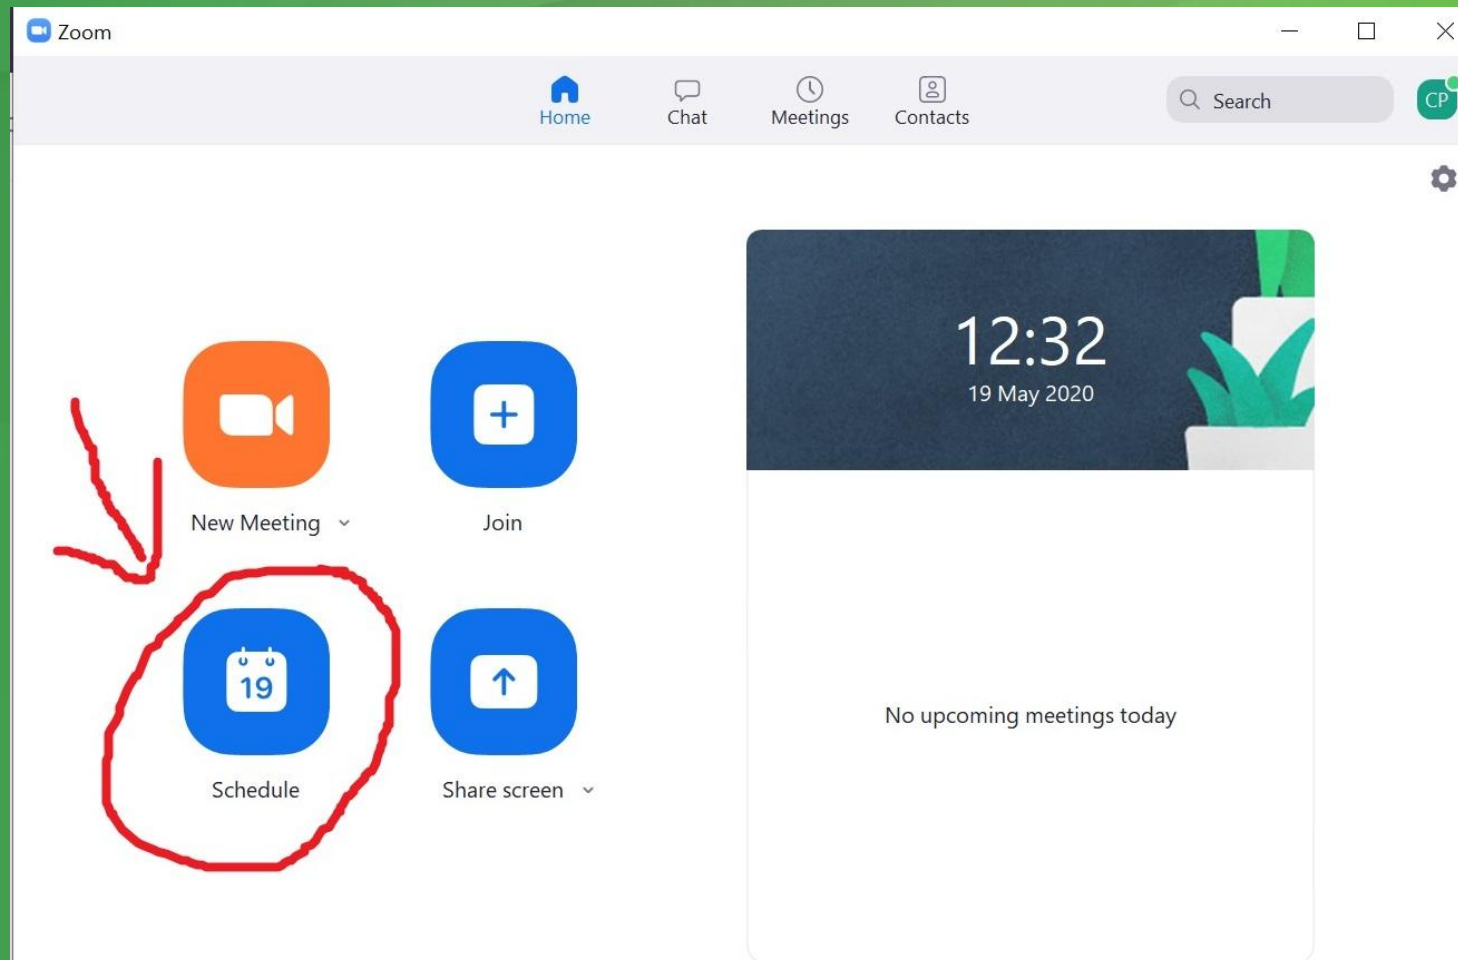 Zoom
Home
Chat
Meetings
Contacts
Search
CP
12:32
19 May 2020
New Meeting
Join
19
Schedule
Share screen
No upcoming meetings today